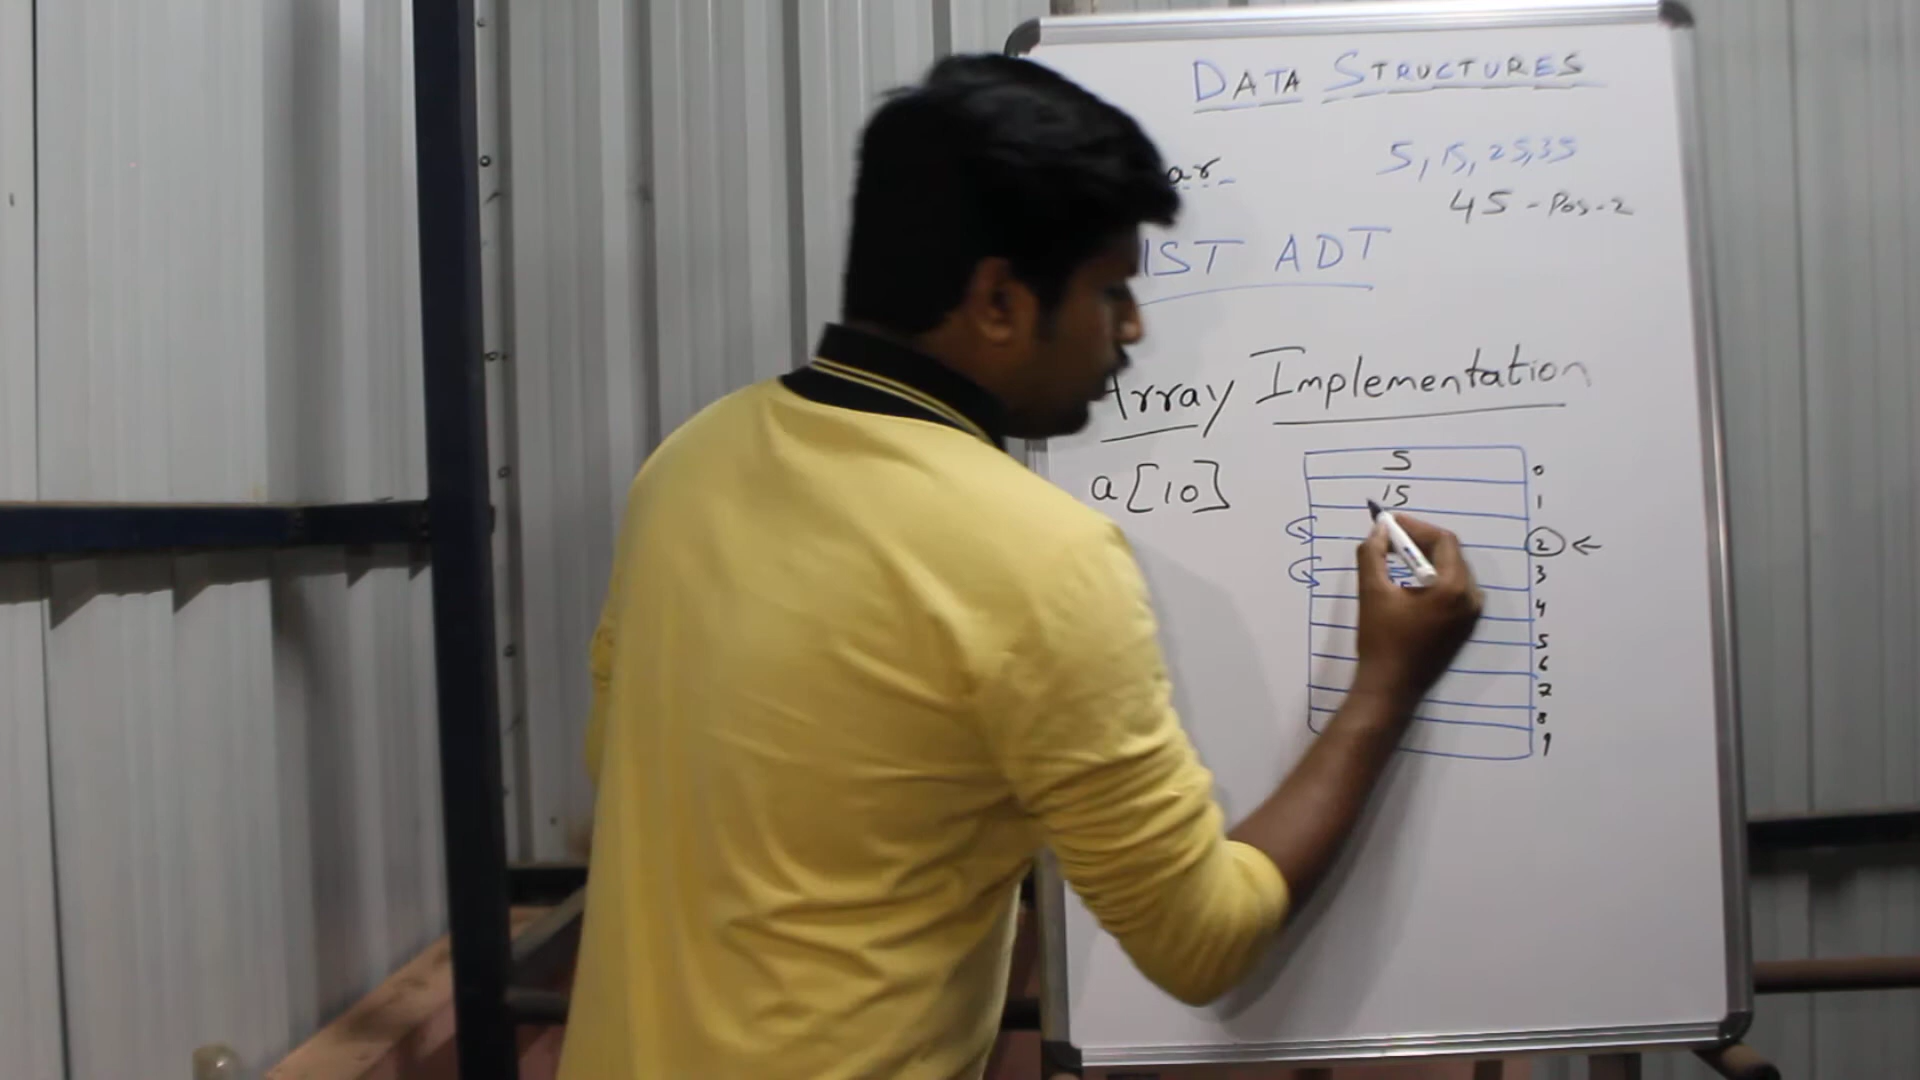 DATA STRUCTURES
ar
5, 15, 25, 35
45 - Pos - 2
IST ADT
Array Implementation
a[10]
5 0
15 1
2 ←
3
4
5
6
7
8
9